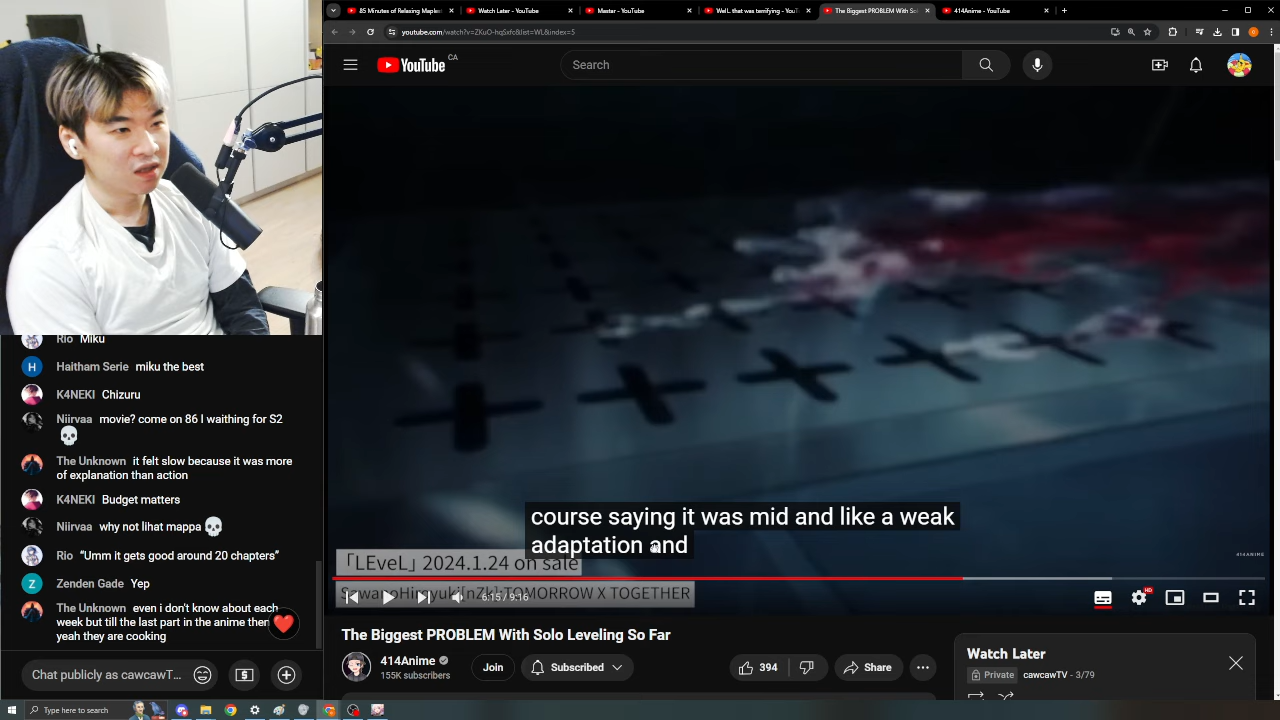 85 Minutes of Relaxing Maples
Watch Later - YouTube
Master - YouTube
Well, that was terrifying - YouT
The Biggest PROBLEM With So
414Anime - YouTube
youtube.com/watch?v=ZKuO-hqSxfc&list=WL&index=5
YouTube CA
Search
course saying it was mid and like a weak
adaptation and
「LEveL」 2024.1.24 on sale
SawanoHiroyuki[nZk]:TOMORROW X TOGETHER
414ANIME
6:15 / 9:16
HD
The Biggest PROBLEM With Solo Leveling So Far
414Anime
155K subscribers
Join
Subscribed
394
Share
Watch Later
Private cawcawTV - 3/79
Rio Miku
H Haitham Serie miku the best
K4NEKI Chizuru
Niirvaa movie? come on 86 I waithing for S2
The Unknown it felt slow because it was more
of explanation than action
K4NEKI Budget matters
Niirvaa why not lihat mappa
Rio “Umm it gets good around 20 chapters”
Z Zenden Gade Yep
The Unknown even i don't know about each
week but till the last part in the anime then
yeah they are cooking
Chat publicly as cawcawT...
Type here to search